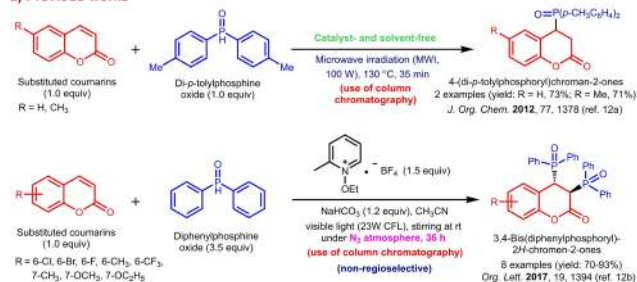 a) Previous works
R
O
O
+
O
P
H
Me
Me
Catalyst- and solvent-free
Microwave irradiation (MWI,
100 W), 130 °C, 35 min
(use of column
chromatography)
O=P(p-CH3C6H4)2
R
O
O
Substituted coumarins
(1.0 equiv)
R = H, CH3
Di-p-tolylphosphine
oxide (1.0 equiv)
4-(di-p-tolylphosphoryl)chroman-2-ones
2 examples (yield: R = H, 73%; R = Me, 71%)
J. Org. Chem. 2012, 77, 1378 (ref. 12a)
R
O
O
+
O
P
H
N+
OEt
BF4 (1.5 equiv)
NaHCO3 (1.2 equiv), CH3CN
visible light (23W CFL), stirring at rt
under N2 atmosphere, 36 h
(use of column chromatography)
(non-regioselective)
Ph
O
Ph
P
O
Ph
P
Ph
H
H
R
O
O
Substituted coumarins
(1.0 equiv)
R = 6-Cl, 6-Br, 6-F, 6-CH3, 6-CF3,
7-CH3, 7-OCH3, 7-OC2H5
Diphenylphosphine
oxide (3.5 equiv)
3,4-Bis(diphenylphosphoryl)-
2H-chromen-2-ones
8 examples (yield: 70-93%)
Org. Lett. 2017, 19, 1394 (ref. 12b)